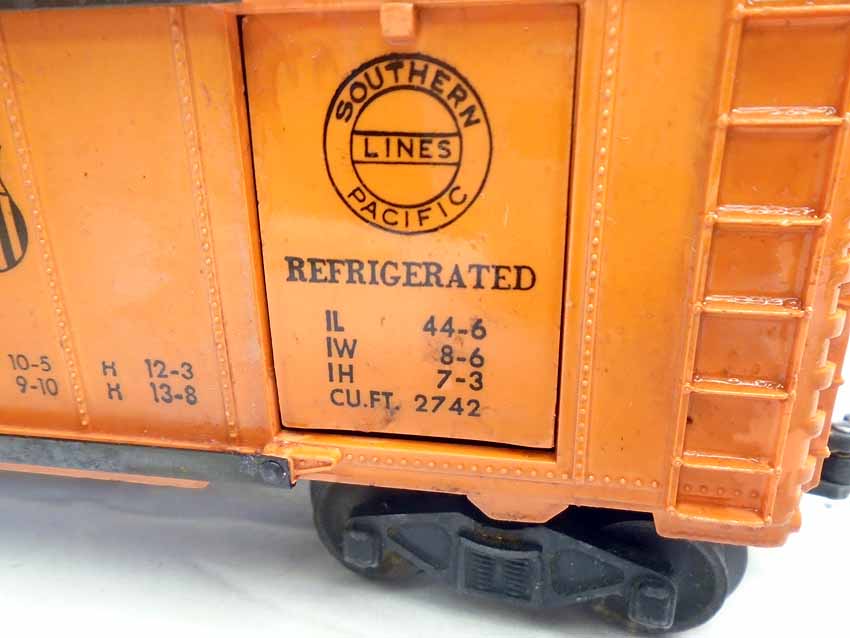 SOUTHERN
LINES
PACIFIC
REFRIGERATED
IL 44-6
IW 8-6
IH 7-3
CU.FT. 2742
10-5 H 12-3
9-10 H 13-8